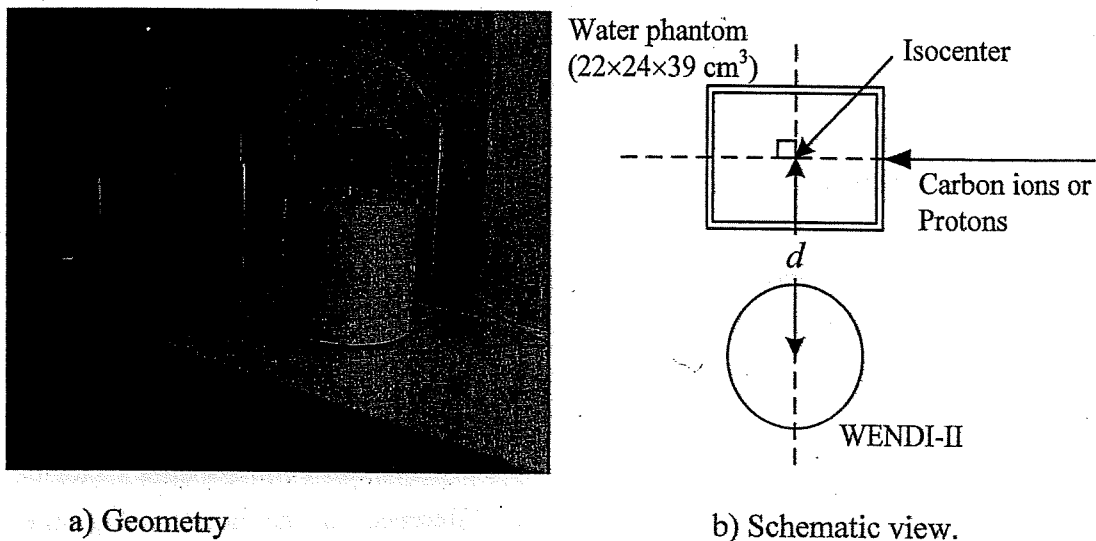 Water phantom
(22×24×39 cm³)
Isocenter
Carbon ions or
Protons
d
WENDI-II
a) Geometry
b) Schematic view.